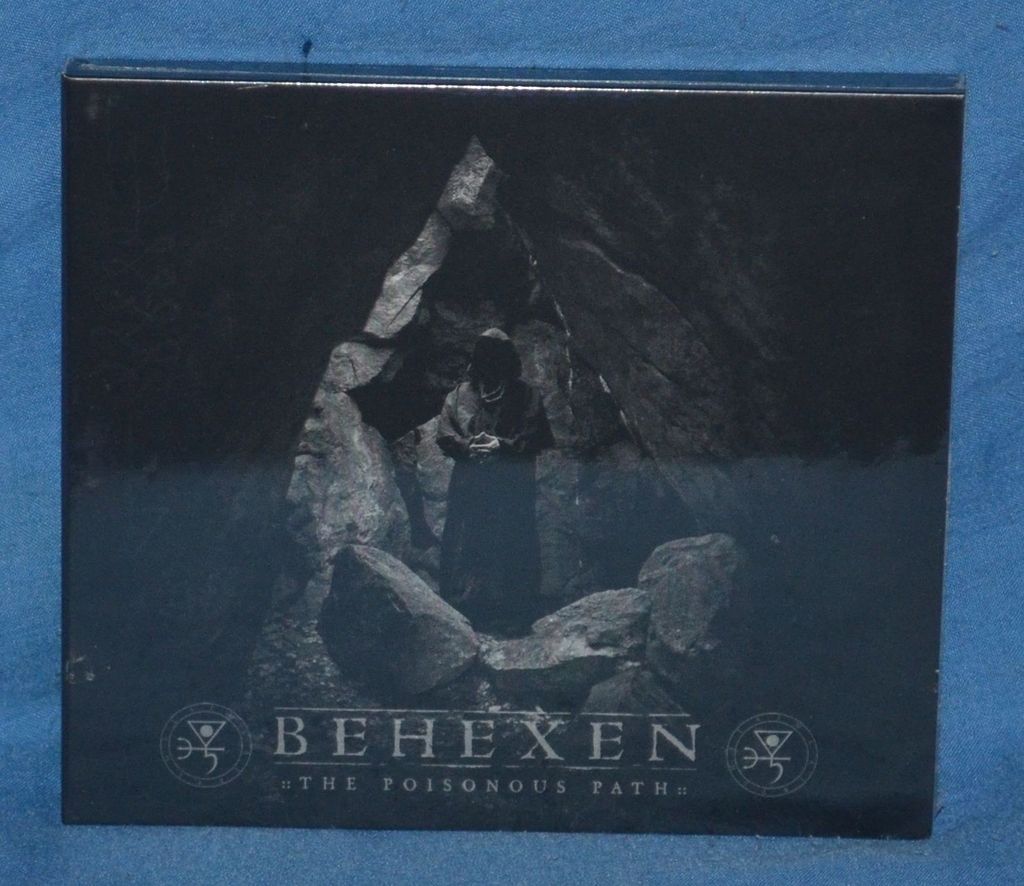 BEHEXEN
::THE POISONOUS PATH::